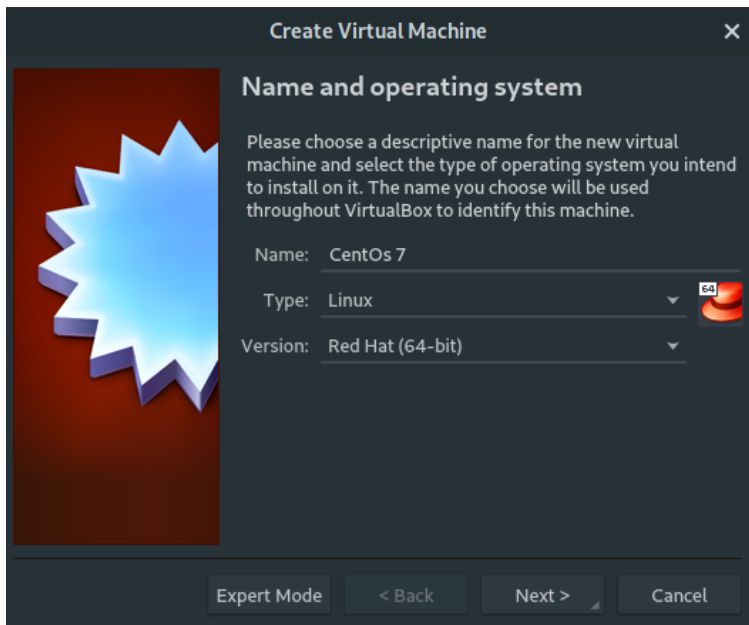 Create Virtual Machine
Name and operating system
Please choose a descriptive name for the new virtual
machine and select the type of operating system you intend
to install on it. The name you choose will be used
throughout VirtualBox to identify this machine.
Name: CentOs 7
Type: Linux
64
Version: Red Hat (64-bit)
Expert Mode < Back Next > Cancel